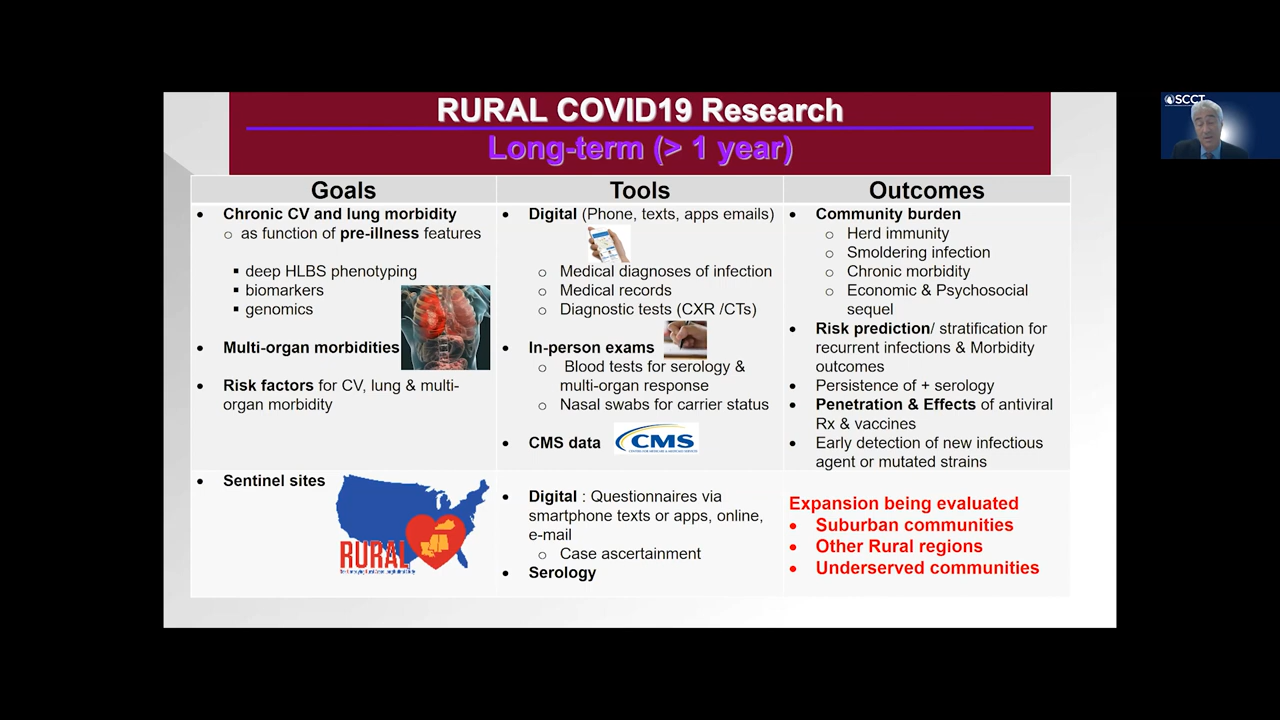 RURAL COVID19 Research
Long-term (> 1 year)
SCCT
Goals
• Chronic CV and lung morbidity
o as function of pre-illness features
▪ deep HLBS phenotyping
▪ biomarkers
▪ genomics
• Multi-organ morbidities
• Risk factors for CV, lung & multi-
organ morbidity
Tools
• Digital (Phone, texts, apps emails)
o Medical diagnoses of infection
o Medical records
o Diagnostic tests (CXR /CTs)
• In-person exams
o Blood tests for serology &
multi-organ response
o Nasal swabs for carrier status
• CMS data
CMS
CENTERS FOR MEDICARE & MEDICAID SERVICES
Outcomes
• Community burden
o Herd immunity
o Smoldering infection
o Chronic morbidity
o Economic & Psychosocial
sequel
• Risk prediction/ stratification for
recurrent infections & Morbidity
outcomes
• Persistence of + serology
• Penetration & Effects of antiviral
Rx & vaccines
• Early detection of new infectious
agent or mutated strains
• Sentinel sites
RURAL
• Digital : Questionnaires via
smartphone texts or apps, online,
e-mail
o Case ascertainment
• Serology
Expansion being evaluated
• Suburban communities
• Other Rural regions
• Underserved communities